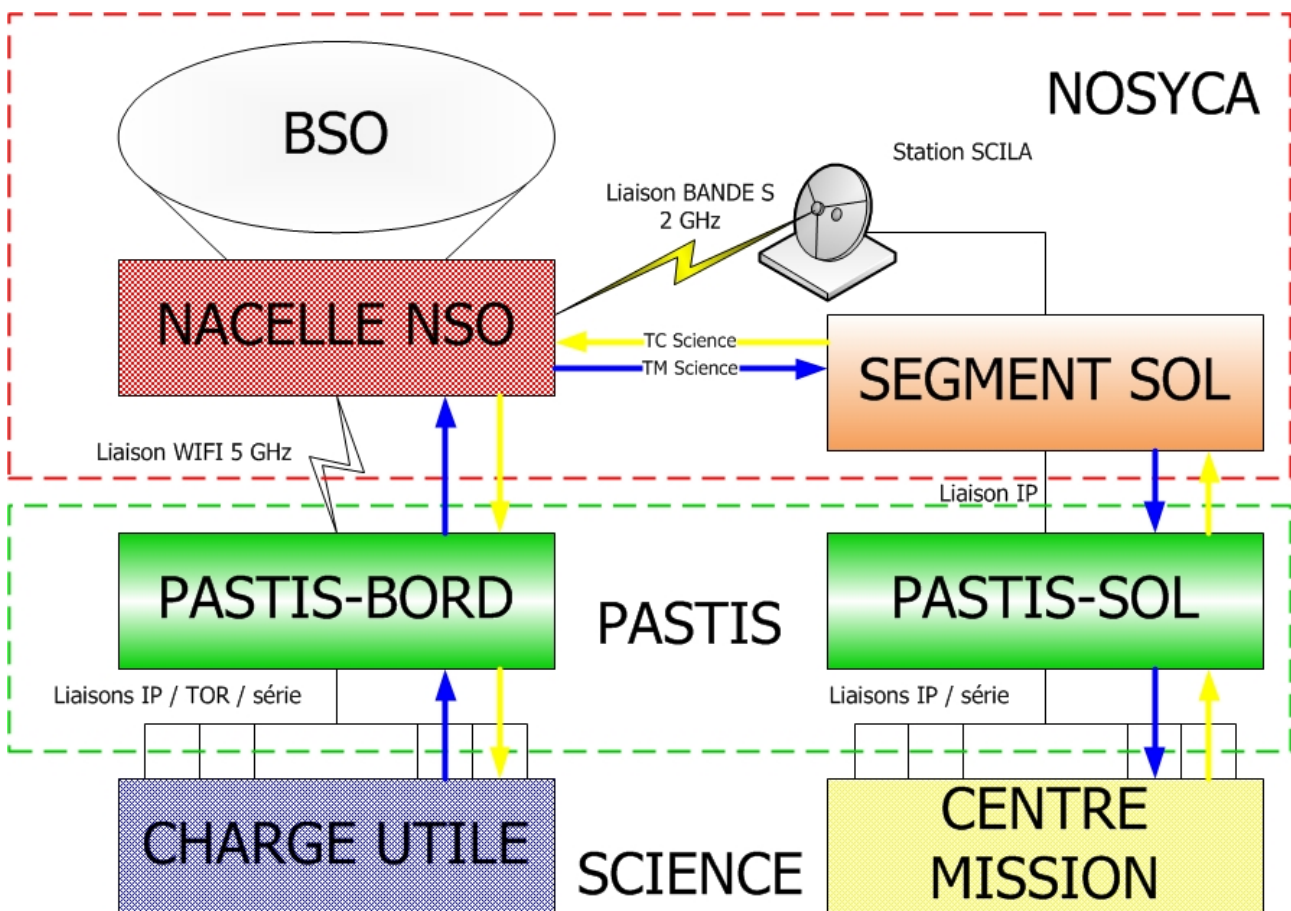 NOSYCA
BSO
Station SCILA
Liaison BANDE S
2 GHz
NACELLE NSO
TC Science
TM Science
SEGMENT SOL
Liaison WIFI 5 GHz
Liaison IP
PASTIS-BORD
PASTIS
PASTIS-SOL
Liaisons IP / TOR / série
Liaisons IP / série
CHARGE UTILE
SCIENCE
CENTRE
MISSION